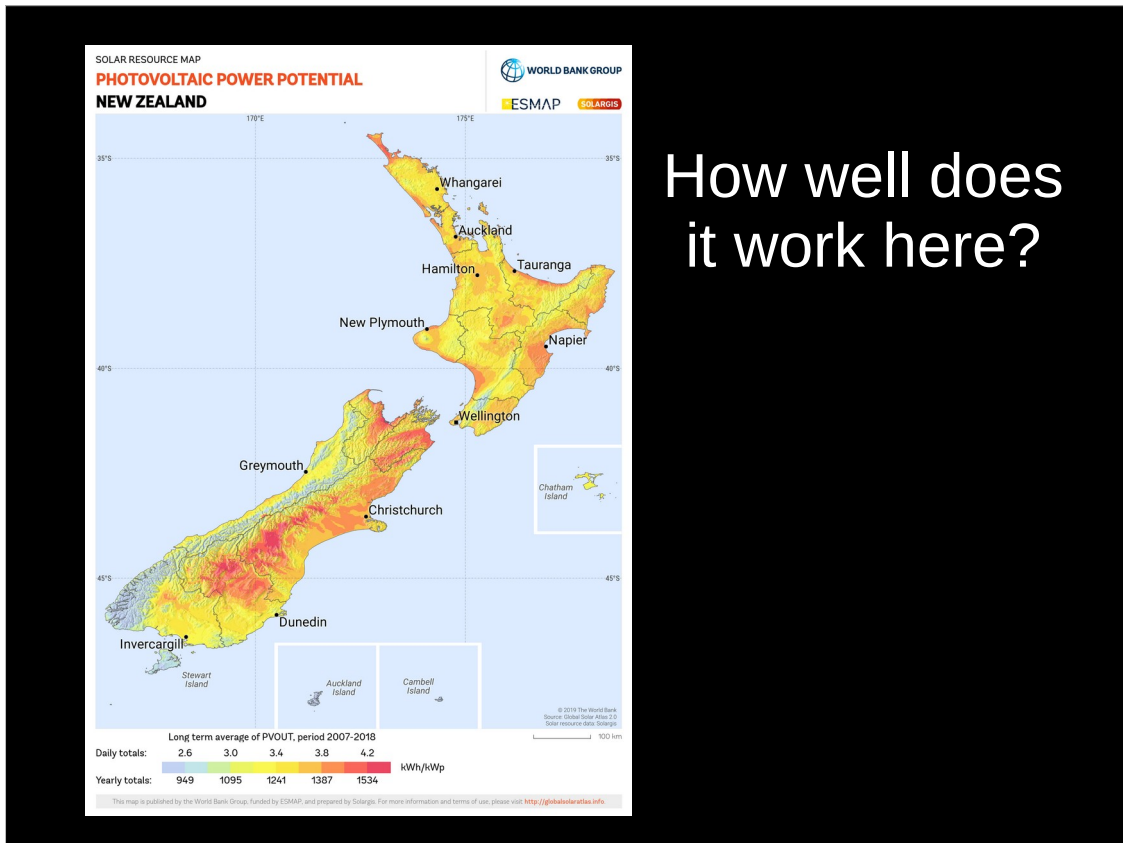 SOLAR RESOURCE MAP
PHOTOVOLTAIC POWER POTENTIAL
NEW ZEALAND
WORLD BANK GROUP
ESMAP
SOLARGIS
How well does
it work here?
170°E
175°E
35°S
35°S
Whangarei
Auckland
Hamilton
Tauranga
New Plymouth
Napier
40°S
40°S
Wellington
Greymouth
Chatham
Island
Christchurch
45°S
45°S
Dunedin
Invercargill
Stewart
Island
Auckland
Island
Cambell
Island
© 2019 The World Bank
Source: Global Solar Atlas 2.0
Solar resource data: Solargis
Long term average of PVOUT, period 2007-2018
100 km
Daily totals: 2.6 3.0 3.4 3.8 4.2
kWh/kWp
Yearly totals: 949 1095 1241 1387 1534
This map is published by the World Bank Group, funded by ESMAP, and prepared by Solargis. For more information and terms of use, please visit http://globalsolaratlas.info.